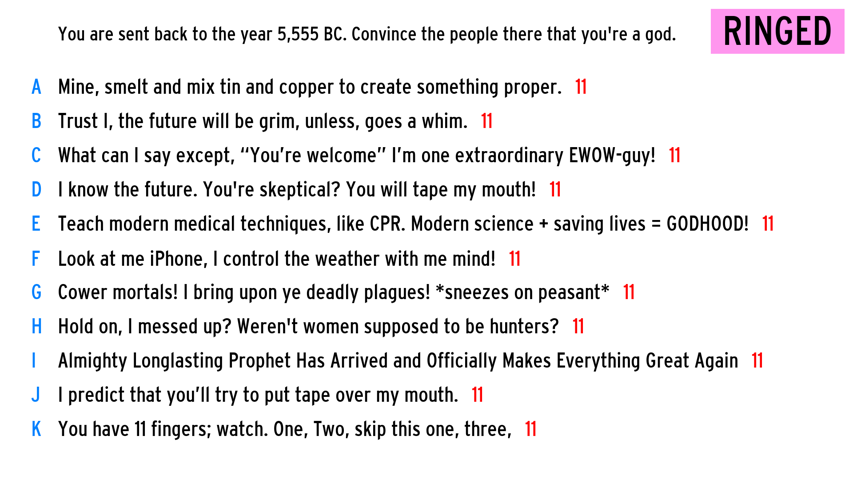 You are sent back to the year 5,555 BC. Convince the people there that you're a god.
RINGED
A Mine, smelt and mix tin and copper to create something proper. 11
B Trust I, the future will be grim, unless, goes a whim. 11
C What can I say except, “You’re welcome” I’m one extraordinary EWOW-guy! 11
D I know the future. You're skeptical? You will tape my mouth! 11
E Teach modern medical techniques, like CPR. Modern science + saving lives = GODHOOD! 11
F Look at me iPhone, I control the weather with me mind! 11
G Cower mortals! I bring upon ye deadly plagues! *sneezes on peasant* 11
H Hold on, I messed up? Weren't women supposed to be hunters? 11
I Almighty Longlasting Prophet Has Arrived and Officially Makes Everything Great Again 11
J I predict that you’ll try to put tape over my mouth. 11
K You have 11 fingers; watch. One, Two, skip this one, three, 11